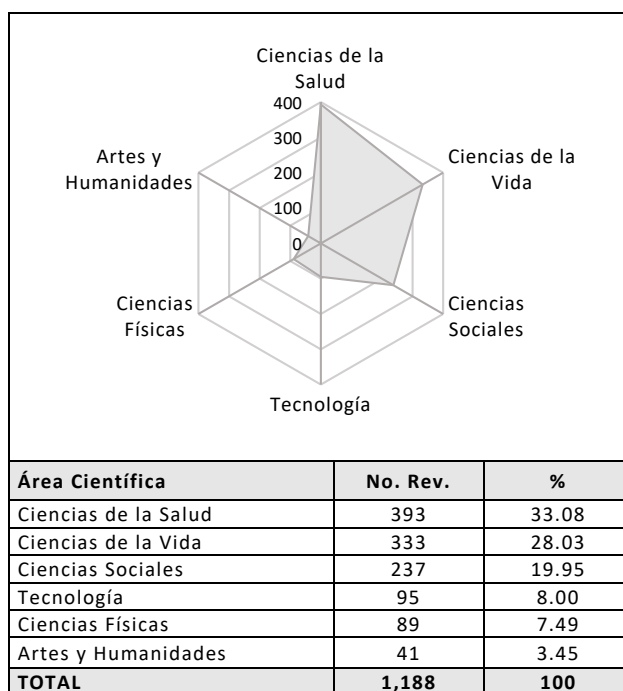 Ciencias de la
Salud
400
300
200
100
0
Artes y
Humanidades
Ciencias de la
Vida
Ciencias
Físicas
Ciencias
Sociales
Tecnología
Área Científica No. Rev. %
Ciencias de la Salud 393 33.08
Ciencias de la Vida 333 28.03
Ciencias Sociales 237 19.95
Tecnología 95 8.00
Ciencias Físicas 89 7.49
Artes y Humanidades 41 3.45
TOTAL 1,188 100